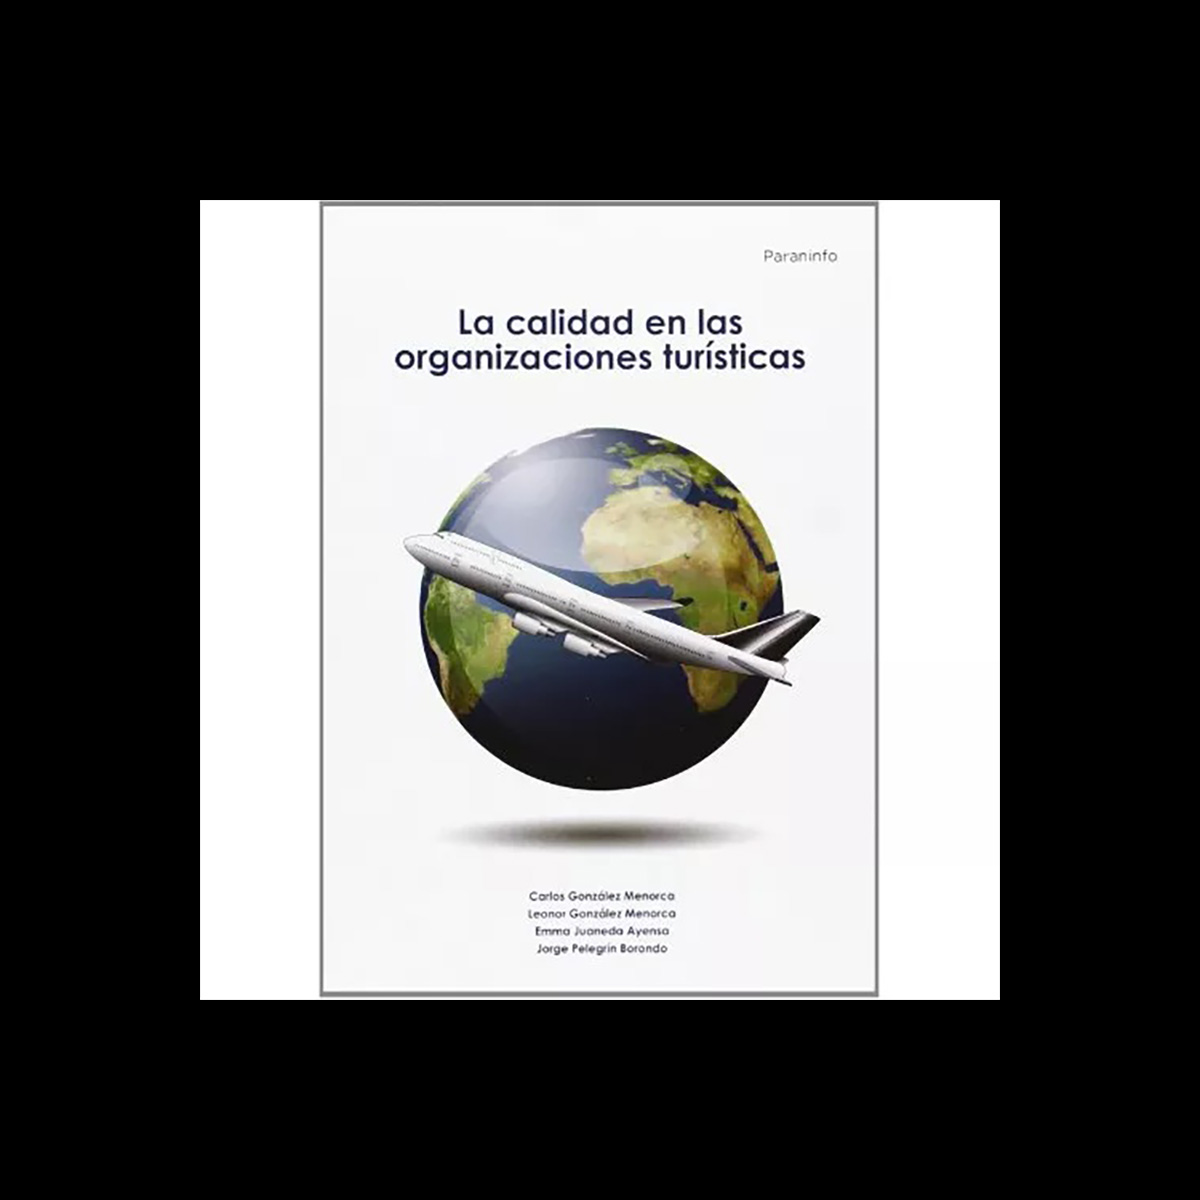 Paraninfo
La calidad en las
organizaciones turísticas
Carlos González Menorca
Leonor González Menorca
Emma Juaneda Ayensa
Jorge Pelegrín Borondo